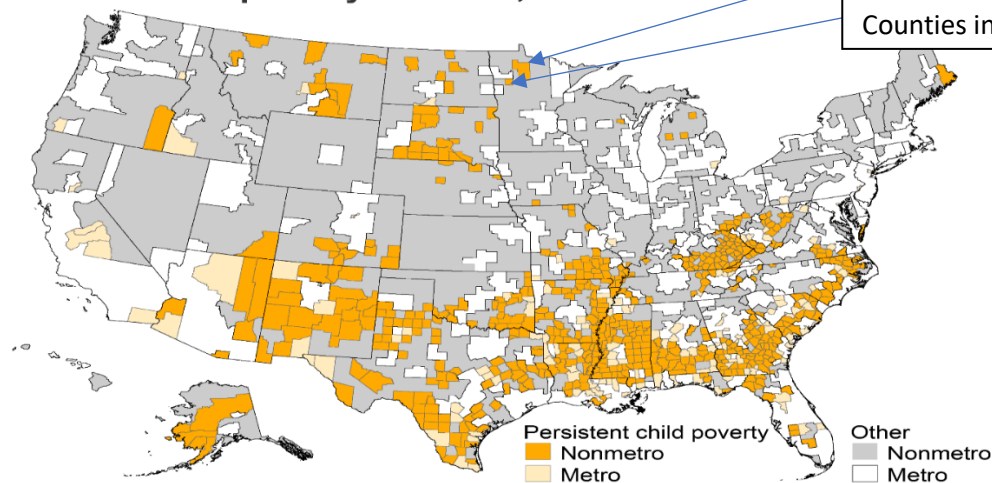 Counties in
Persistent child poverty
Nonmetro
Metro
Other
Nonmetro
Metro